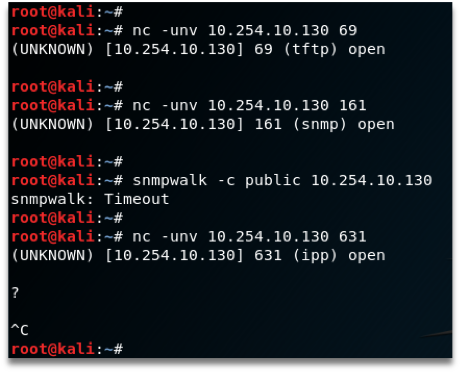 root@kali:~#
root@kali:~# nc -unv 10.254.10.130 69
(UNKNOWN) [10.254.10.130] 69 (tftp) open
root@kali:~#
root@kali:~# nc -unv 10.254.10.130 161
(UNKNOWN) [10.254.10.130] 161 (snmp) open
root@kali:~#
root@kali:~# snmpwalk -c public 10.254.10.130
snmpwalk: Timeout
root@kali:~#
root@kali:~# nc -unv 10.254.10.130 631
(UNKNOWN) [10.254.10.130] 631 (ipp) open
?
^C
root@kali:~#